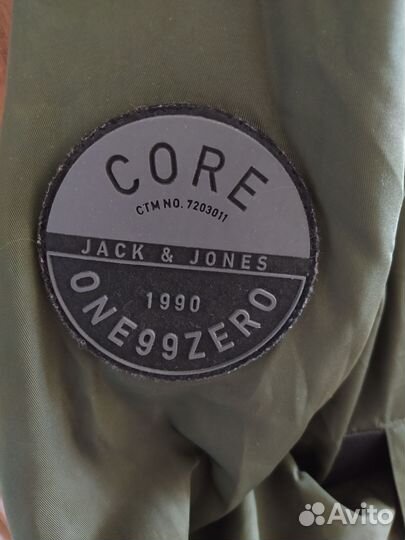 CORE
CTM NO. 7203011
JACK & JONES
1990
ONE99ZERO
Avito